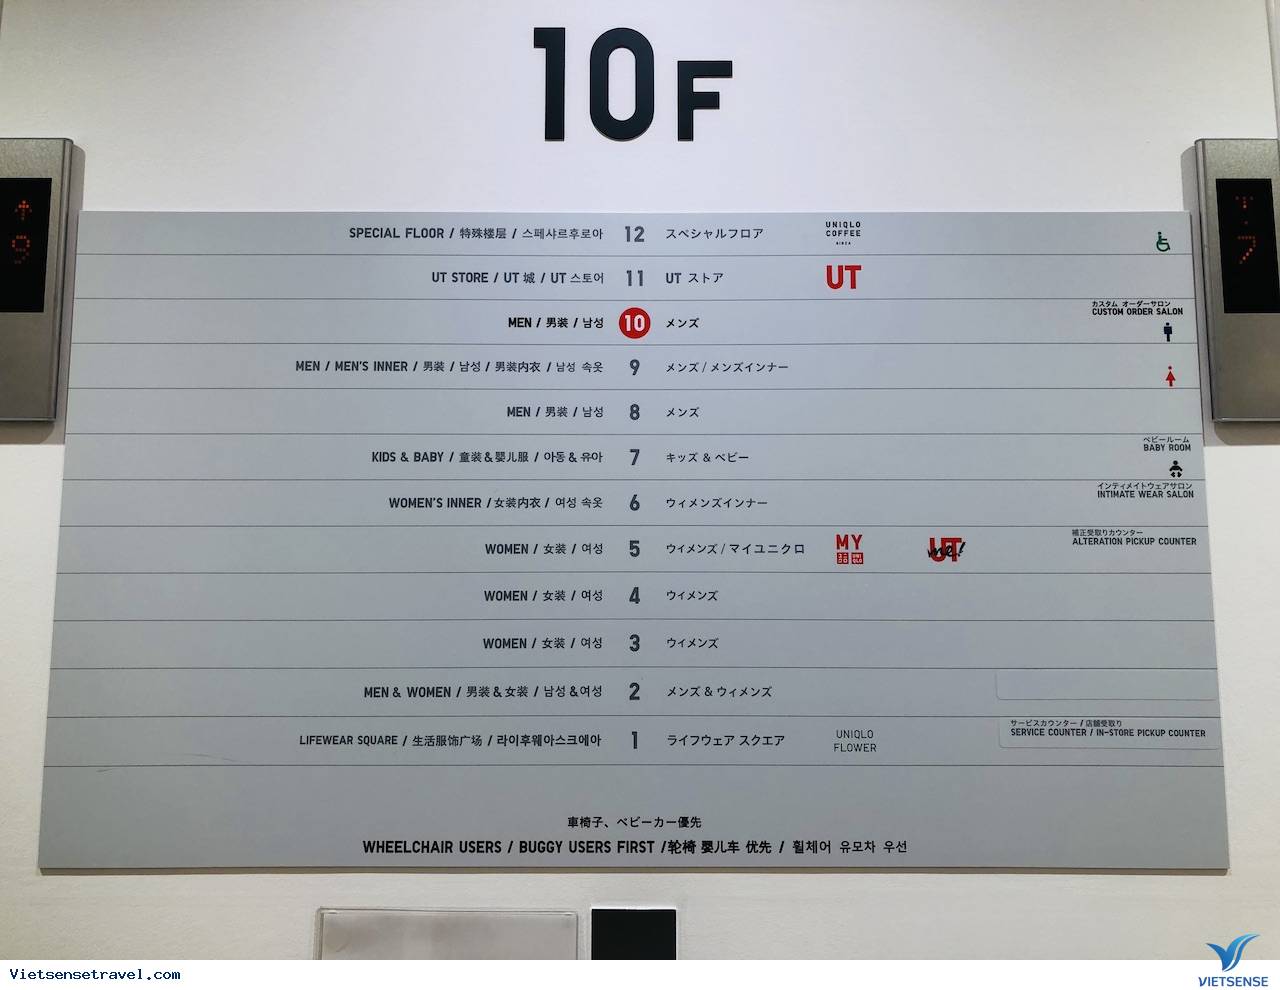 10F
↑
9
7
SPECIAL FLOOR / 特殊楼层 / 스페샤르후로아 12 スペシャルフロア UNIQLO COFFEE GINZA
UT STORE / UT 城 / UT 스토어 11 UT ストア UT
MEN / 男装 / 남성 10 メンズ カスタム オーダーサロン
CUSTOM ORDER SALON
MEN / MEN'S INNER / 男装 / 남성 / 男装内衣 / 남성 속옷 9 メンズ / メンズインナー
MEN / 男装 / 남성 8 メンズ
KIDS & BABY / 童装&婴儿服 / 아동 & 유아 7 キッズ & ベビー ベビールーム
BABY ROOM
WOMEN'S INNER / 女装内衣 / 여성 속옷 6 ウィメンズインナー インティメイトウェアサロン
INTIMATE WEAR SALON
WOMEN / 女装 / 여성 5 ウィメンズ / マイユニクロ MY ユニクロ UNIQLO UT me! 補正受取りカウンター
ALTERATION PICKUP COUNTER
WOMEN / 女装 / 여성 4 ウィメンズ
WOMEN / 女装 / 여성 3 ウィメンズ
MEN & WOMEN / 男装 & 女装 / 남성 &여성 2 メンズ & ウィメンズ
LIFEWEAR SQUARE / 生活服饰广场 / 라이후웨아스크에아 1 ライフウェア スクエア UNIQLO FLOWER サービスカウンター / 店舗受取り
SERVICE COUNTER / IN-STORE PICKUP COUNTER
車椅子、ベビーカー優先
WHEELCHAIR USERS / BUGGY USERS FIRST /轮椅 婴儿车 优先 / 휠체어 유모차 우선
Vietsensetravel.com
VIETSENSE